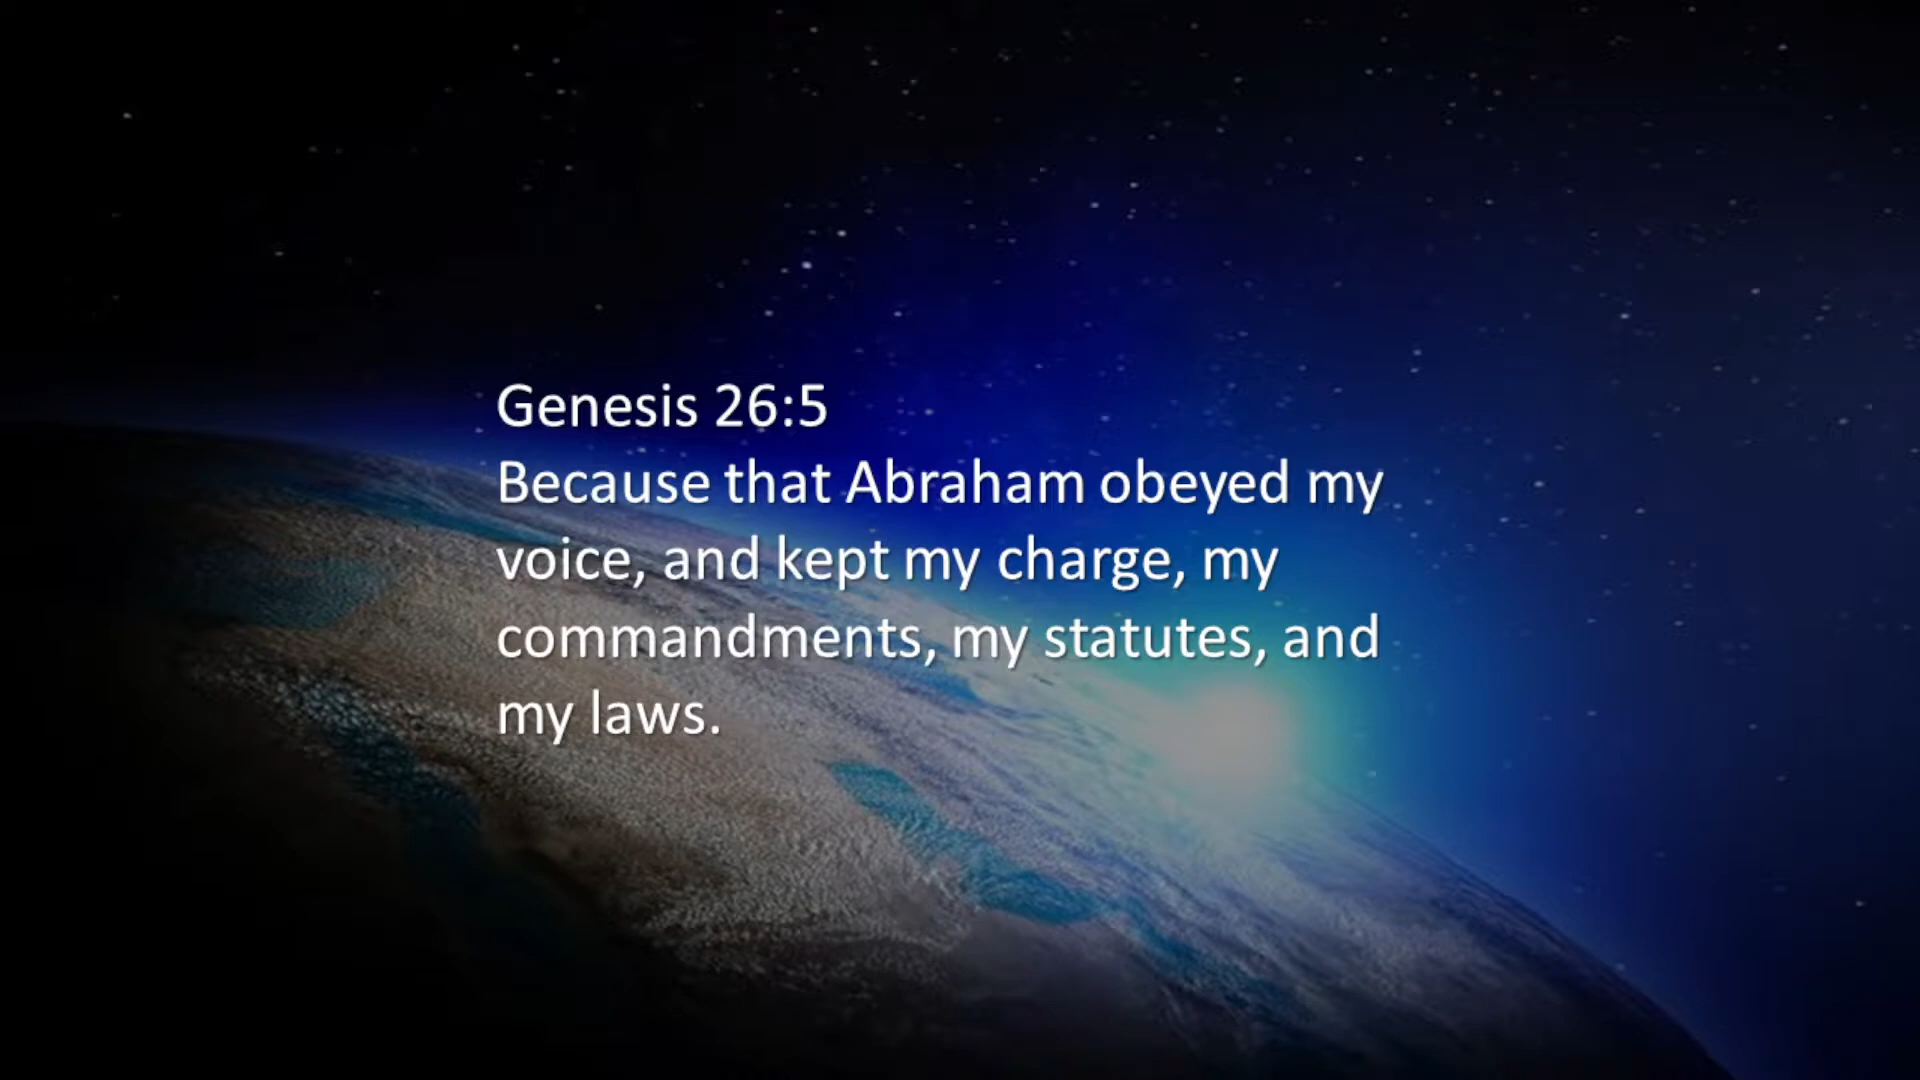 Genesis 26:5
Because that Abraham obeyed my
voice, and kept my charge, my
commandments, my statutes, and
my laws.